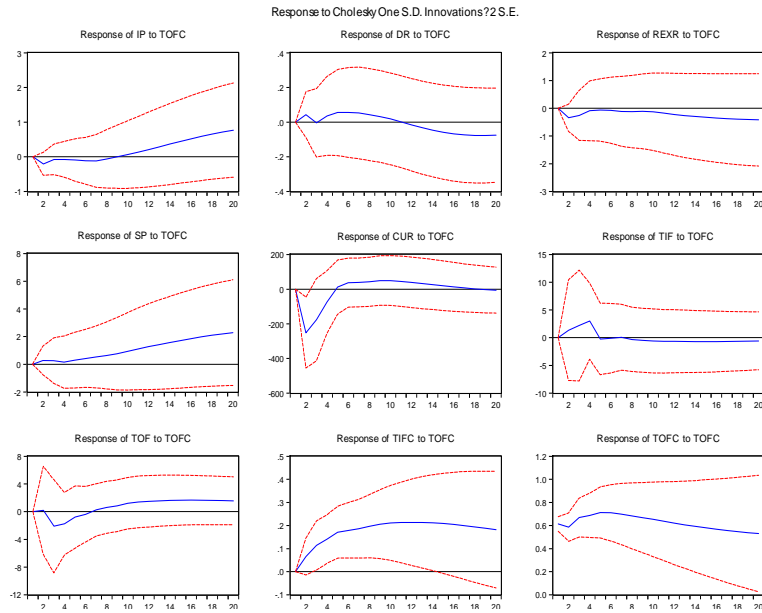 Response to Cholesky One S.D. Innovations ?2 S.E.
Response of IP to TOFC
3
2
1
0
-1
2 4 6 8 10 12 14 16 18 20
Response of DR to TOFC
.4
.2
.0
-.2
-.4
2 4 6 8 10 12 14 16 18 20
Response of REXR to TOFC
2
1
0
-1
-2
-3
2 4 6 8 10 12 14 16 18 20
Response of SP to TOFC
8
6
4
2
0
-2
2 4 6 8 10 12 14 16 18 20
Response of CUR to TOFC
200
0
-200
-400
-600
2 4 6 8 10 12 14 16 18 20
Response of TIF to TOFC
15
10
5
0
-5
-10
2 4 6 8 10 12 14 16 18 20
Response of TOF to TOFC
8
4
0
-4
-8
-12
2 4 6 8 10 12 14 16 18 20
Response of TIFC to TOFC
.5
.4
.3
.2
.1
.0
-.1
2 4 6 8 10 12 14 16 18 20
Response of TOFC to TOFC
1.2
1.0
0.8
0.6
0.4
0.2
0.0
2 4 6 8 10 12 14 16 18 20